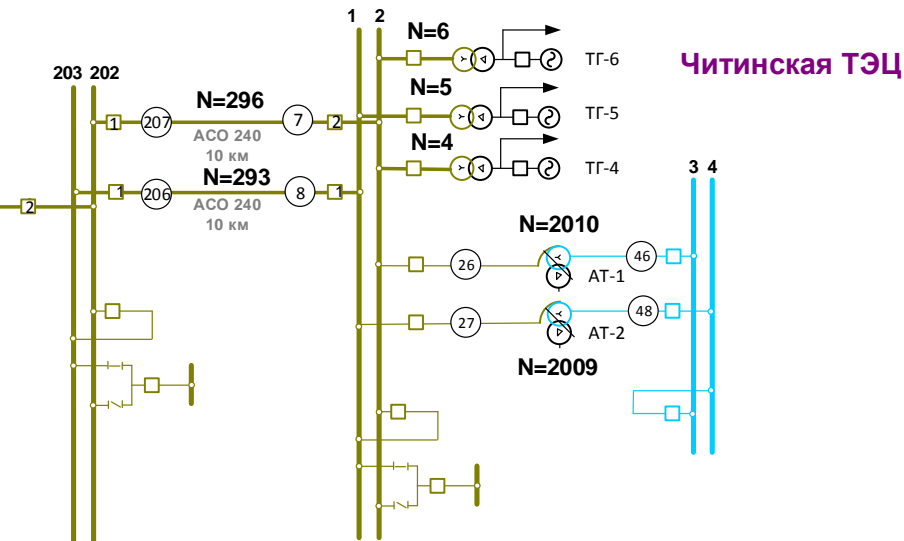 1 2
N=6
ТГ-6
Читинская ТЭЦ
203 202
N=5
ТГ-5
N=296
1
207
7
2
АСО 240
10 км
N=4
ТГ-4
N=293
3 4
1
206
8
1
2
АСО 240
10 км
N=2010
26
46
АТ-1
27
48
АТ-2
N=2009